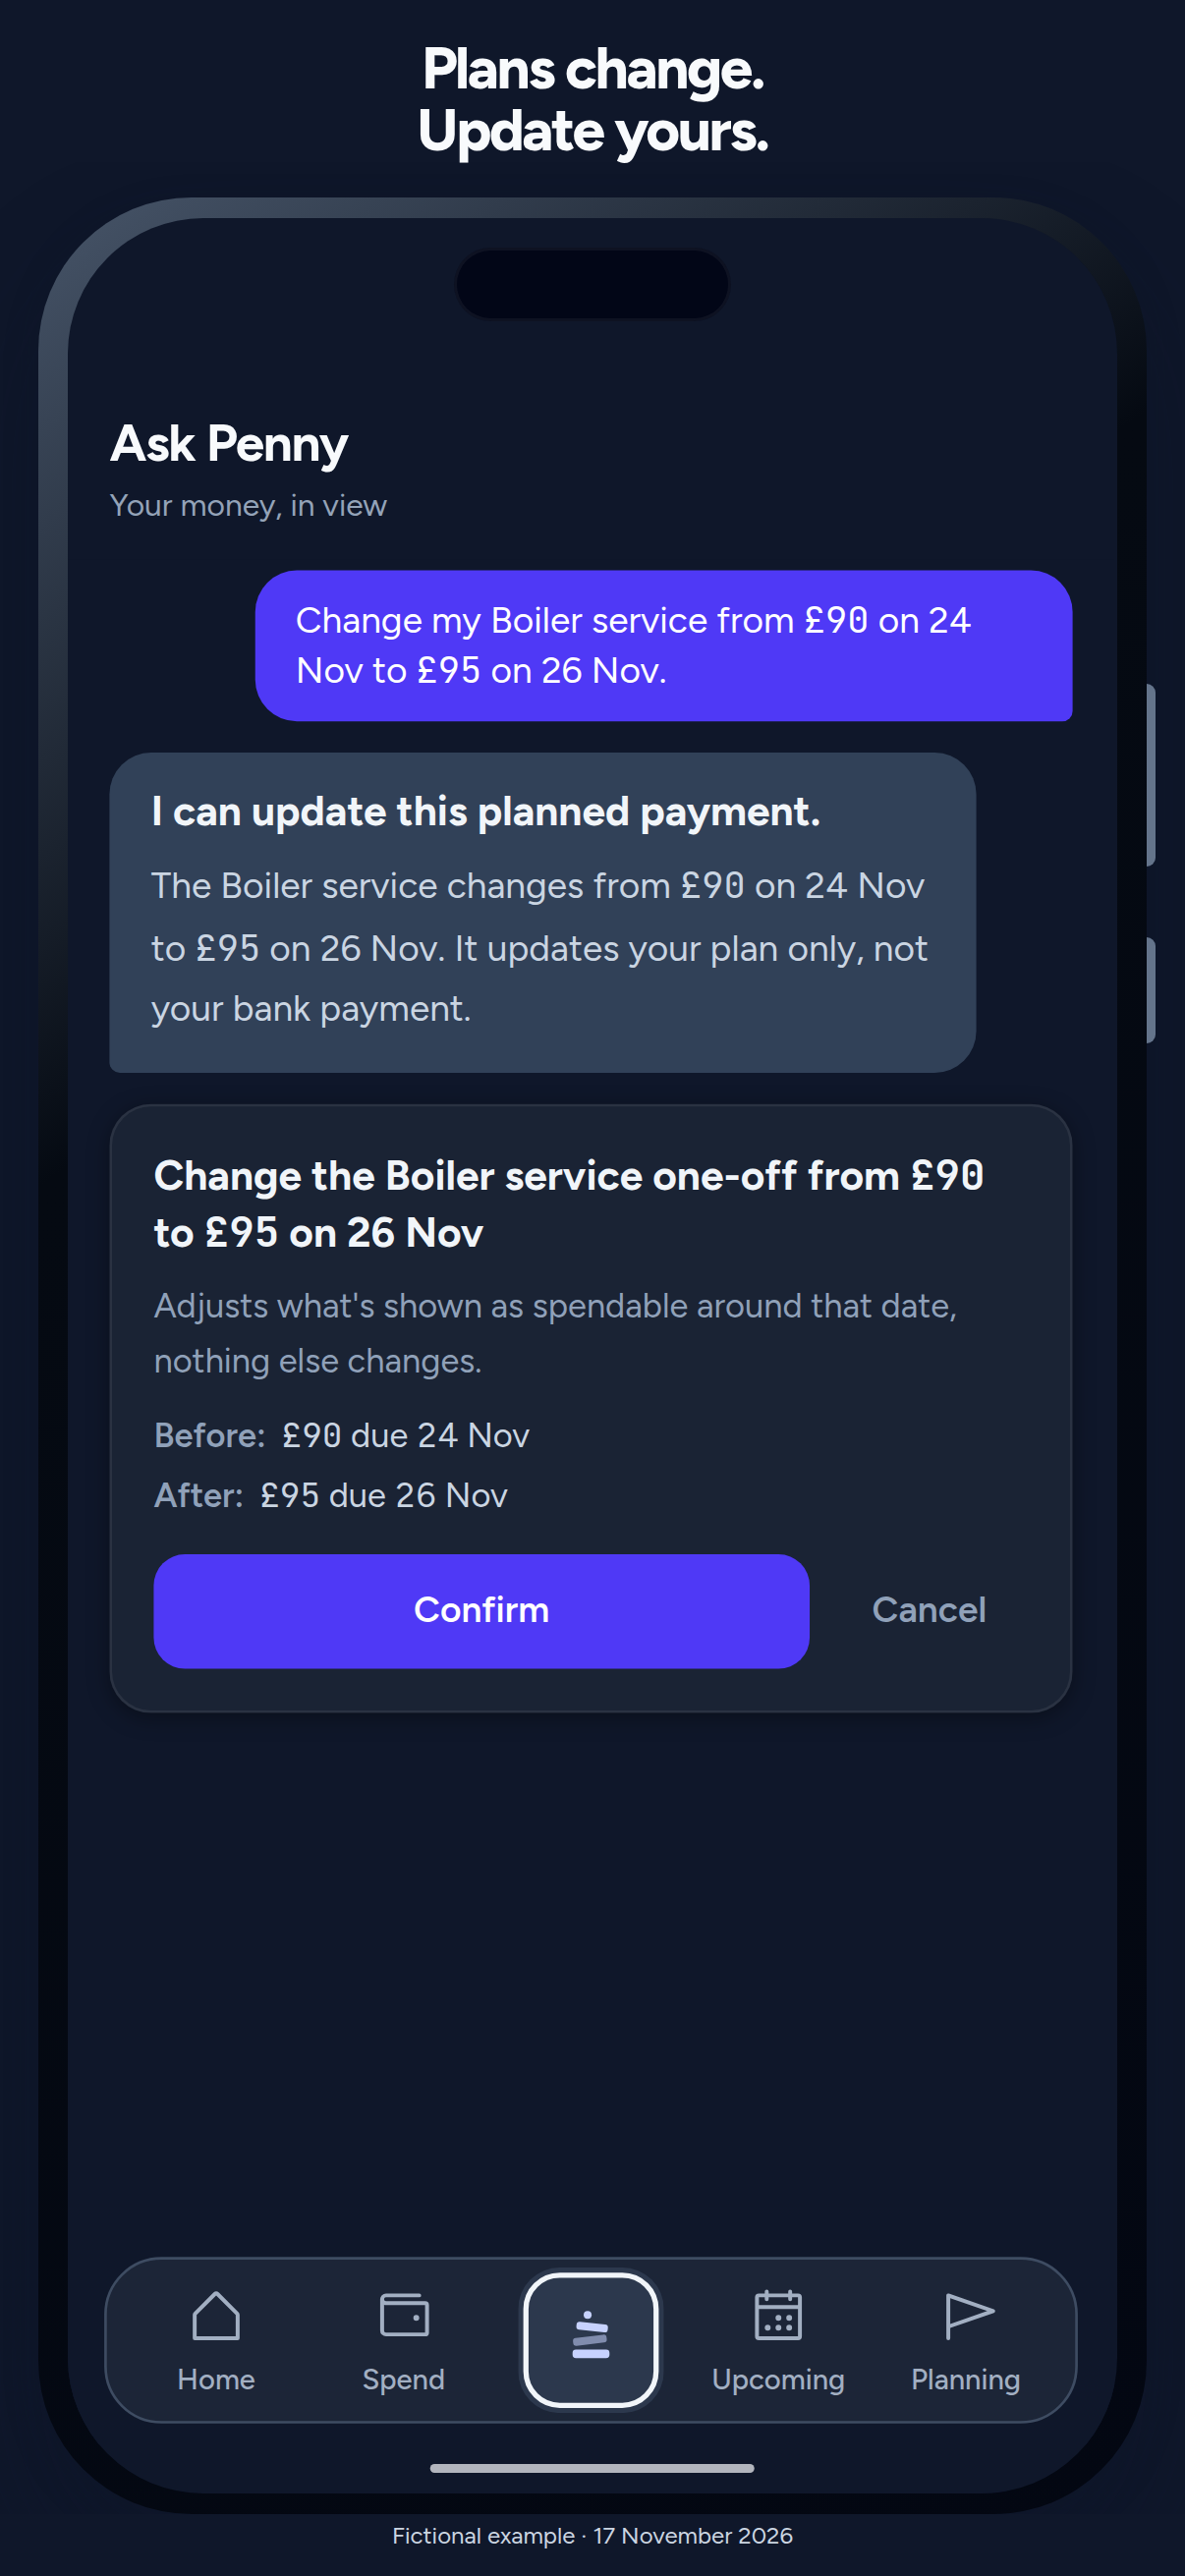 Plans change.
Update yours.
Ask Penny
Your money, in view
Change my Boiler service from £90 on 24
Nov to £95 on 26 Nov.
I can update this planned payment.
The Boiler service changes from £90 on 24 Nov
to £95 on 26 Nov. It updates your plan only, not
your bank payment.
Change the Boiler service one-off from £90
to £95 on 26 Nov
Adjusts what's shown as spendable around that date,
nothing else changes.
Before: £90 due 24 Nov
After: £95 due 26 Nov
Confirm Cancel
Home Spend Upcoming Planning
Fictional example · 17 November 2026